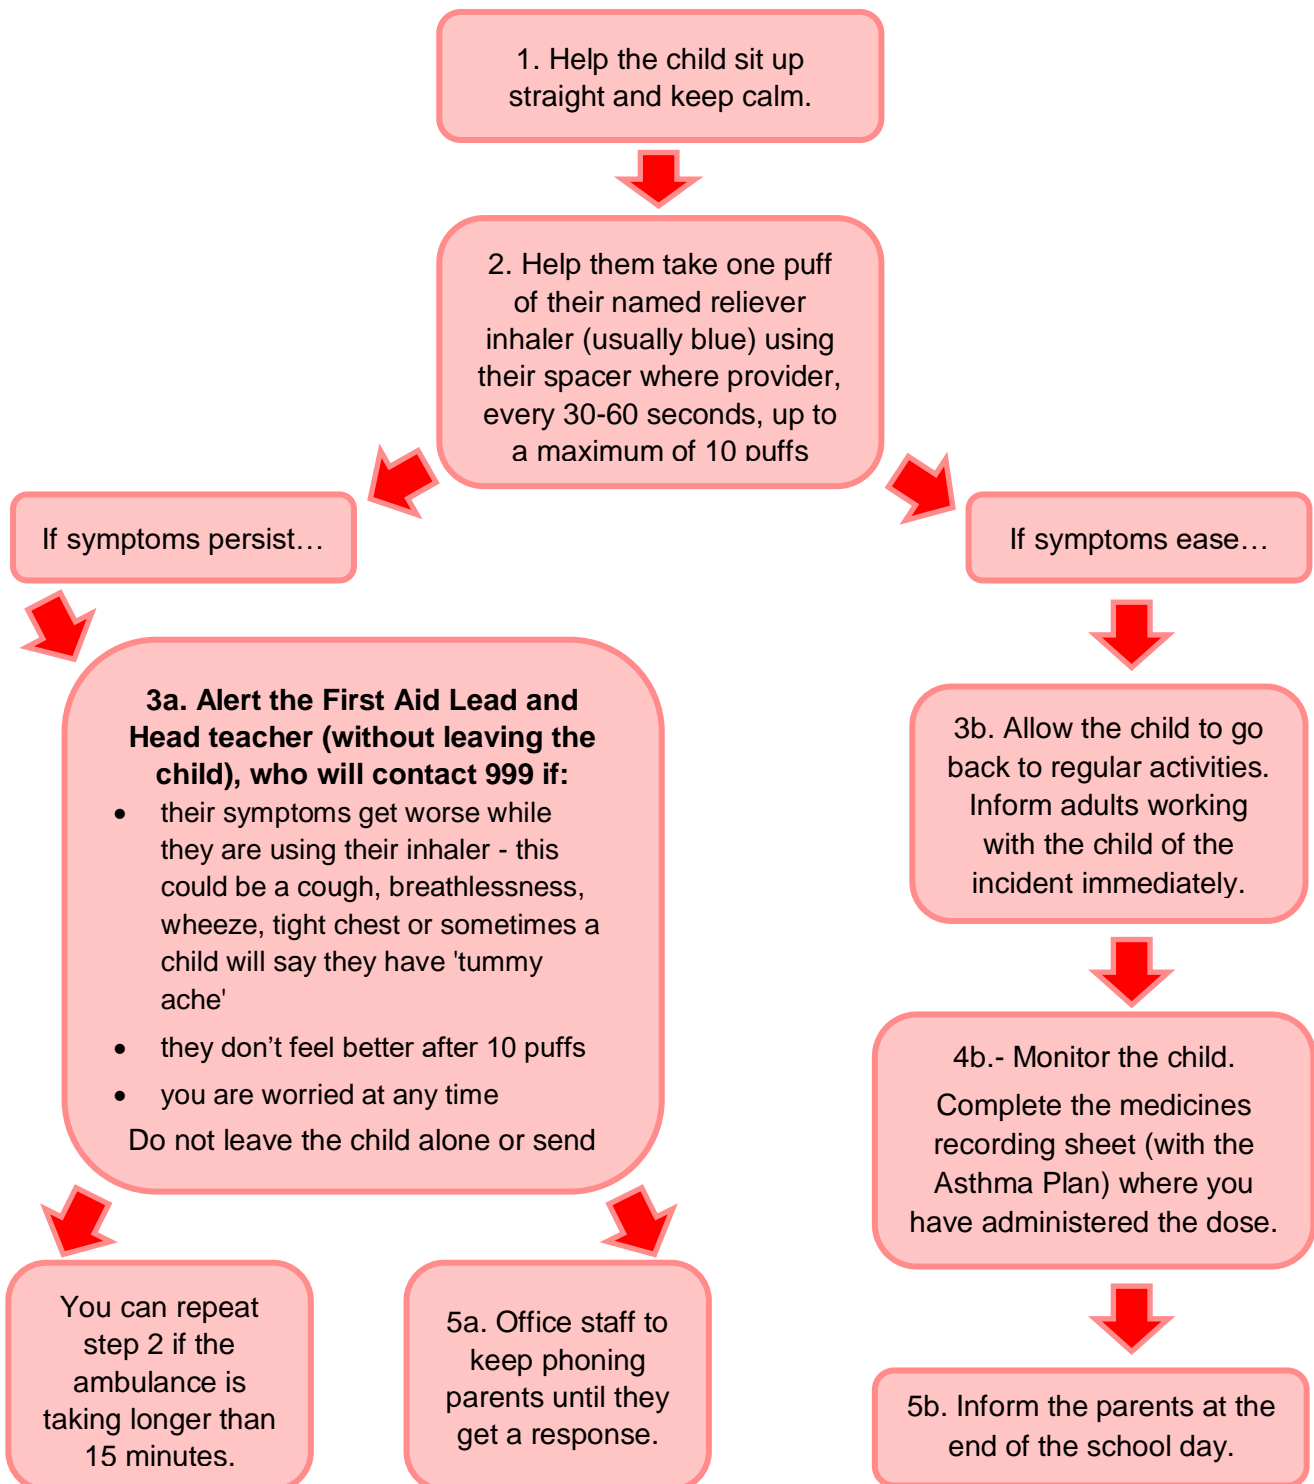 1. Help the child sit up
straight and keep calm.
2. Help them take one puff
of their named reliever
inhaler (usually blue) using
their spacer where provider,
every 30-60 seconds, up to
a maximum of 10 puffs
If symptoms persist…
If symptoms ease…
3a. Alert the First Aid Lead and
Head teacher (without leaving the
child), who will contact 999 if:
• their symptoms get worse while
they are using their inhaler - this
could be a cough, breathlessness,
wheeze, tight chest or sometimes a
child will say they have 'tummy
ache'
• they don’t feel better after 10 puffs
• you are worried at any time
Do not leave the child alone or send
3b. Allow the child to go
back to regular activities.
Inform adults working
with the child of the
incident immediately.
4b.- Monitor the child.
Complete the medicines
recording sheet (with the
Asthma Plan) where you
have administered the dose.
You can repeat
step 2 if the
ambulance is
taking longer than
15 minutes.
5a. Office staff to
keep phoning
parents until they
get a response.
5b. Inform the parents at the
end of the school day.